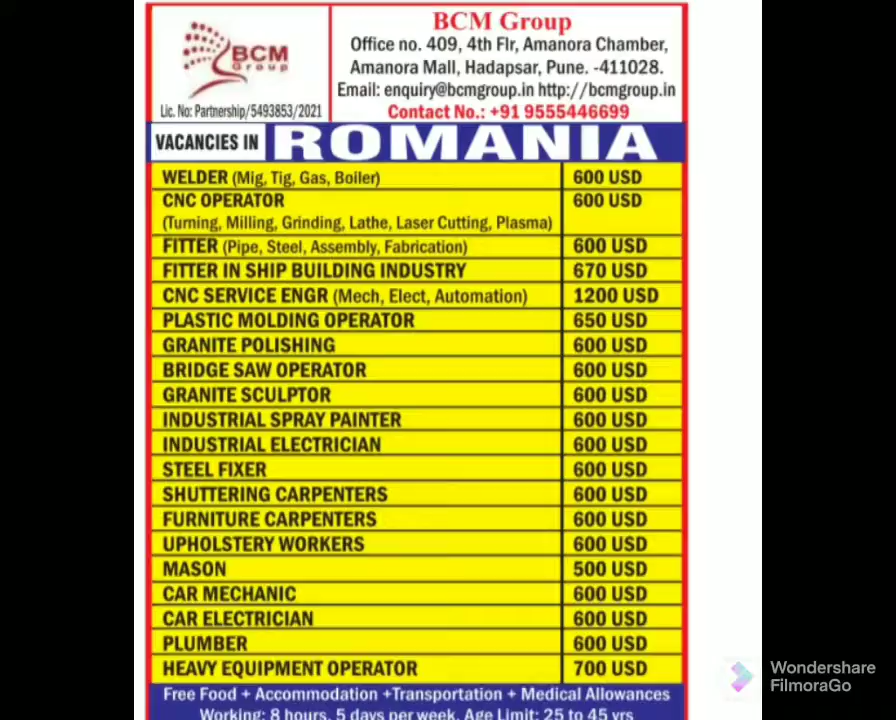 BCM Group
Office no. 409, 4th Flr, Amanora Chamber,
Amanora Mall, Hadapsar, Pune. -411028.
Email: enquiry@bcmgroup.in http://bcmgroup.in
Contact No.: +91 9555446699
BCM
Group
Lic. No: Partnership/5493853/2021
VACANCIES IN ROMANIA
WELDER (Mig, Tig, Gas, Boiler) 600 USD
CNC OPERATOR 600 USD
(Turning, Milling, Grinding, Lathe, Laser Cutting, Plasma)
FITTER (Pipe, Steel, Assembly, Fabrication) 600 USD
FITTER IN SHIP BUILDING INDUSTRY 670 USD
CNC SERVICE ENGR (Mech, Elect, Automation) 1200 USD
PLASTIC MOLDING OPERATOR 650 USD
GRANITE POLISHING 600 USD
BRIDGE SAW OPERATOR 600 USD
GRANITE SCULPTOR 600 USD
INDUSTRIAL SPRAY PAINTER 600 USD
INDUSTRIAL ELECTRICIAN 600 USD
STEEL FIXER 600 USD
SHUTTERING CARPENTERS 600 USD
FURNITURE CARPENTERS 600 USD
UPHOLSTERY WORKERS 600 USD
MASON 500 USD
CAR MECHANIC 600 USD
CAR ELECTRICIAN 600 USD
PLUMBER 600 USD
HEAVY EQUIPMENT OPERATOR 700 USD
Free Food + Accommodation +Transportation + Medical Allowances
Working: 8 hours, 5 days per week, Age Limit: 25 to 45 yrs
Wondershare
FilmoraGo